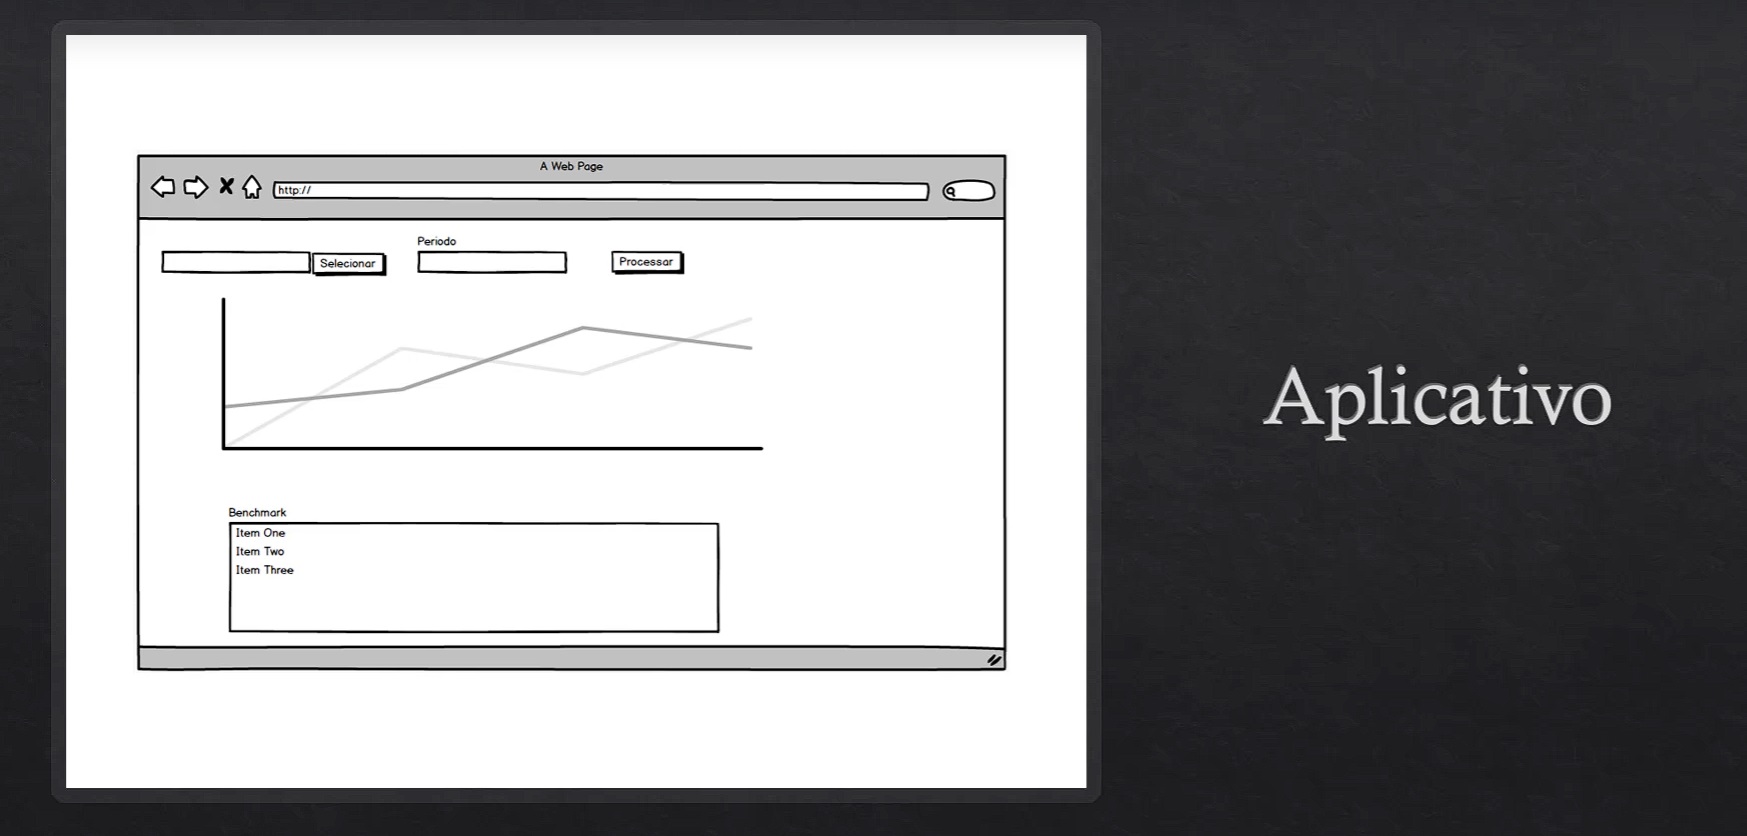 A Web Page
http://
Periodo
Selecionar
Processar
Benchmark
Item One
Item Two
Item Three
Aplicativo